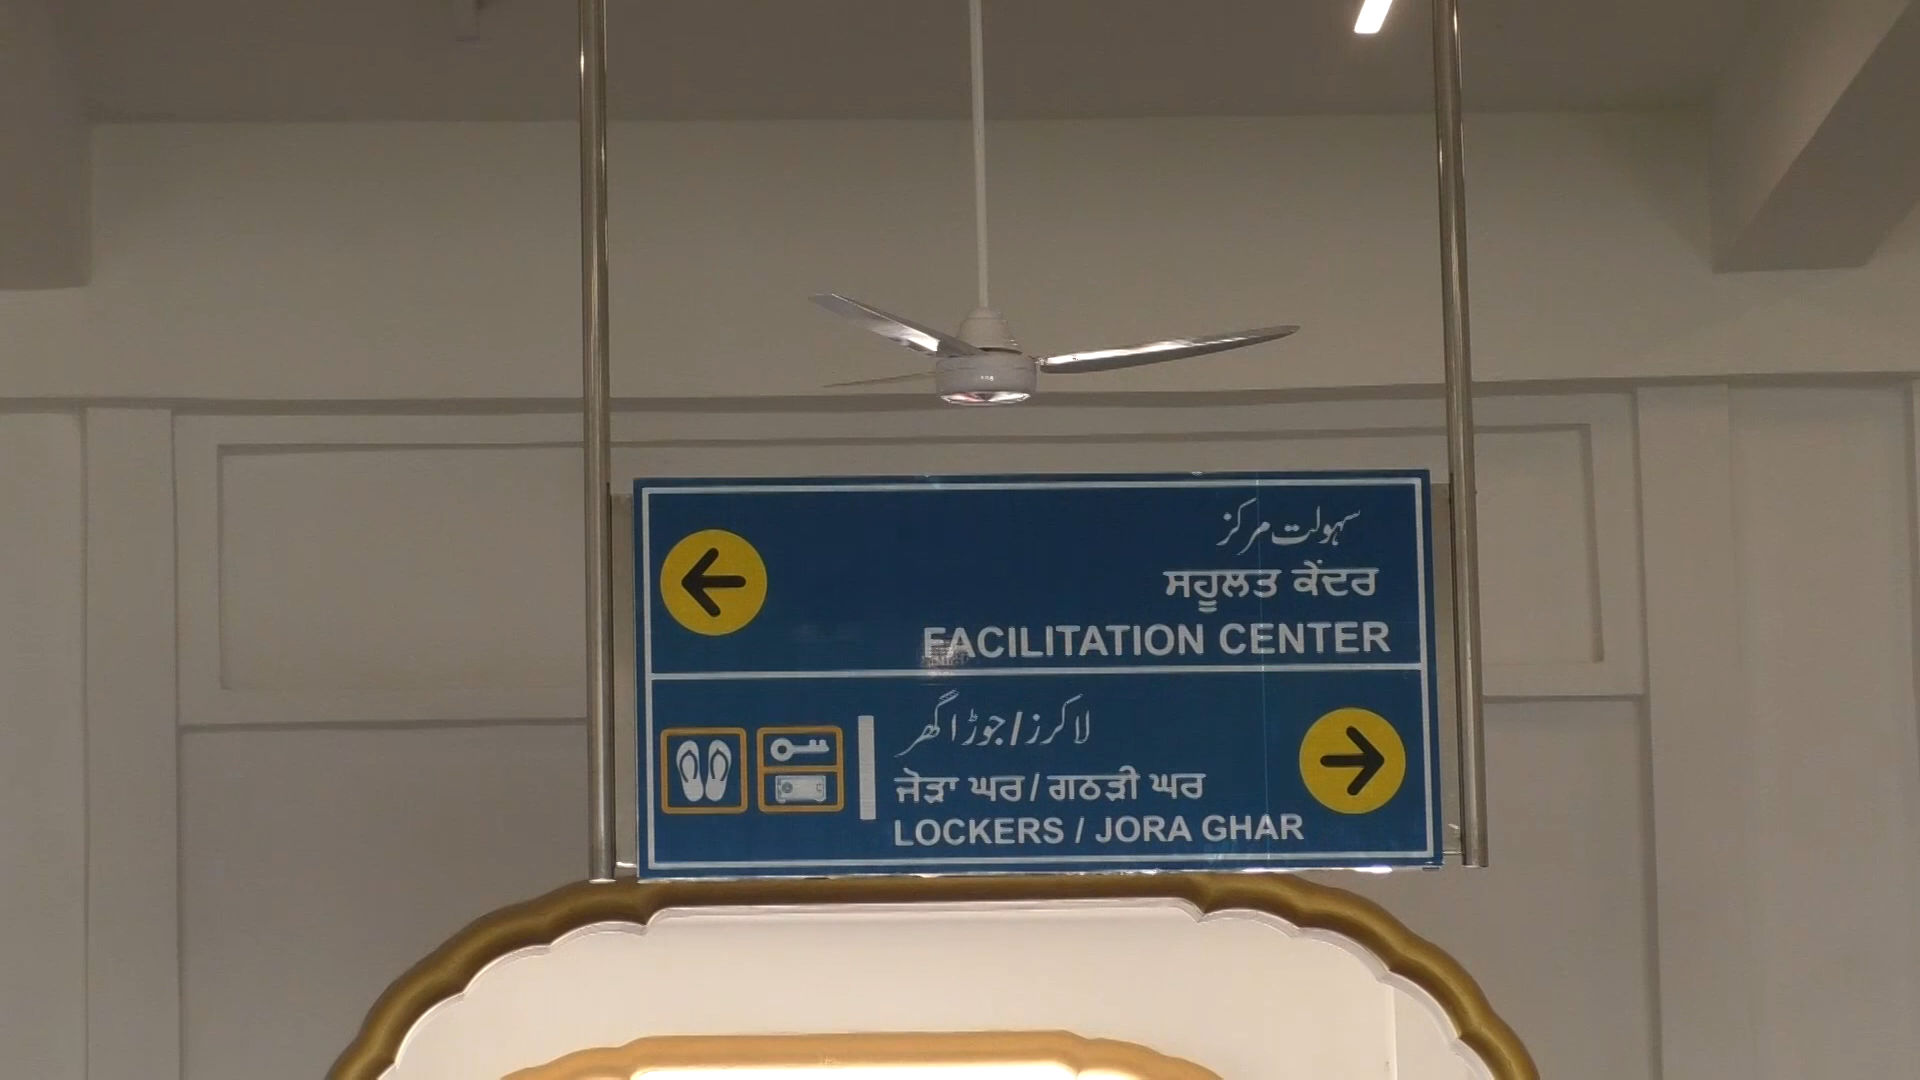 سہولت مرکز
ਸਹੂਲਤ ਕੇਂਦਰ
FACILITATION CENTER
لاکرز/جوڑا گھر
ਜੋੜਾ ਘਰ/ਗਠੜੀ ਘਰ
LOCKERS / JORA GHAR